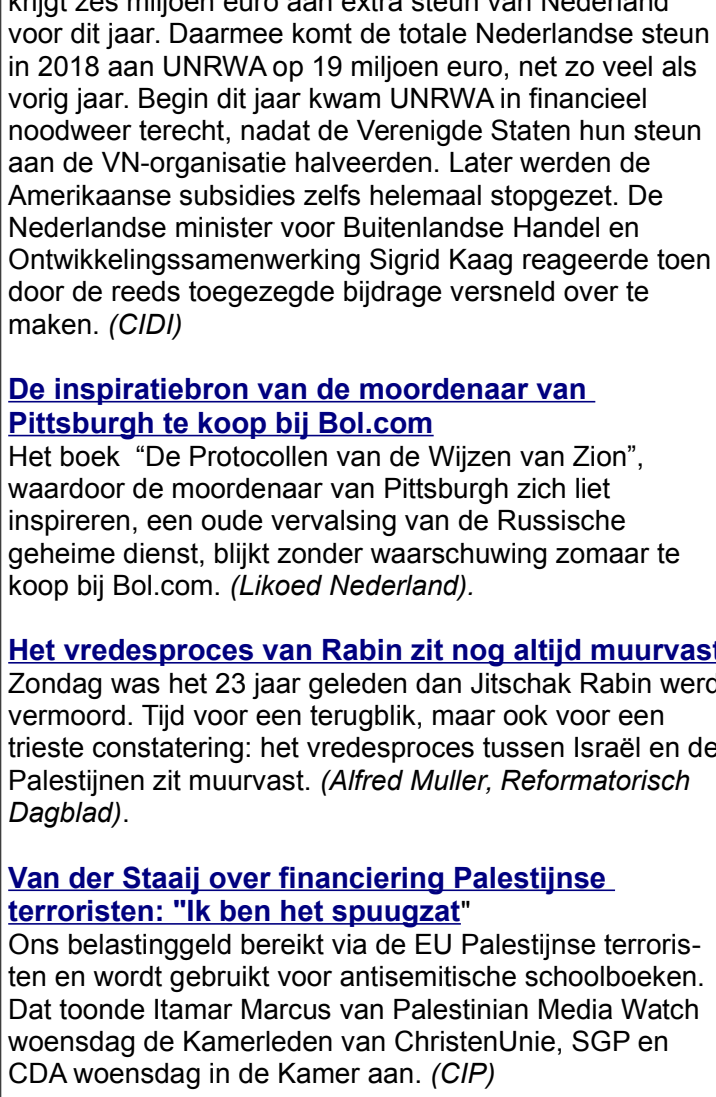 krijgt zes miljoen euro aan extra steun van Nederland
voor dit jaar. Daarmee komt de totale Nederlandse steun
in 2018 aan UNRWA op 19 miljoen euro, net zo veel als
vorig jaar. Begin dit jaar kwam UNRWA in financieel
noodweer terecht, nadat de Verenigde Staten hun steun
aan de VN-organisatie halveerden. Later werden de
Amerikaanse subsidies zelfs helemaal stopgezet. De
Nederlandse minister voor Buitenlandse Handel en
Ontwikkelingssamenwerking Sigrid Kaag reageerde toen
door de reeds toegezegde bijdrage versneld over te
maken. (CIDI)
De inspiratiebron van de moordenaar van
Pittsburgh te koop bij Bol.com
Het boek “De Protocollen van de Wijzen van Zion”,
waardoor de moordenaar van Pittsburgh zich liet
inspireren, een oude vervalsing van de Russische
geheime dienst, blijkt zonder waarschuwing zomaar te
koop bij Bol.com. (Likoed Nederland).
Het vredesproces van Rabin zit nog altijd muurvast
Zondag was het 23 jaar geleden dan Jitschak Rabin werd
vermoord. Tijd voor een terugblik, maar ook voor een
trieste constatering: het vredesproces tussen Israël en de
Palestijnen zit muurvast. (Alfred Muller, Reformatorisch
Dagblad).
Van der Staaij over financiering Palestijnse
terroristen: "Ik ben het spuugzat"
Ons belastinggeld bereikt via de EU Palestijnse terroris-
ten en wordt gebruikt voor antisemitische schoolboeken.
Dat toonde Itamar Marcus van Palestinian Media Watch
woensdag de Kamerleden van ChristenUnie, SGP en
CDA woensdag in de Kamer aan. (CIP)